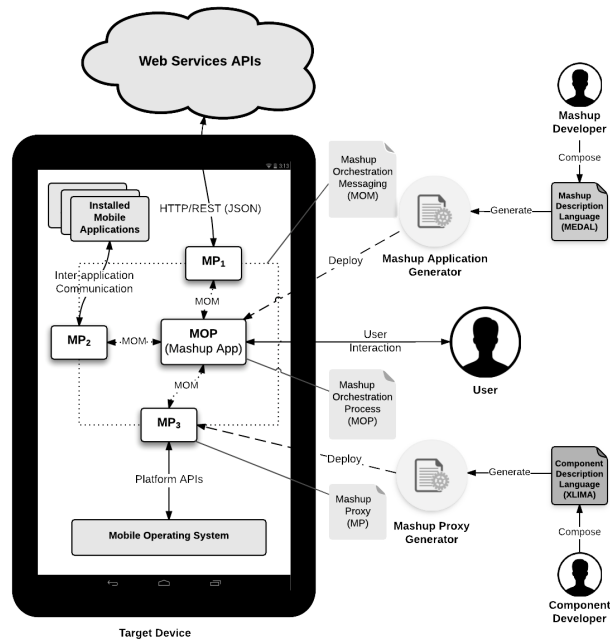 Web Services APIs
Mashup
Developer
Compose
Mashup
Description
Language
(MEDAL)
Generate
Mashup Application
Generator
Mashup
Orchestration
Messaging
(MOM)
Deploy
3:13
Installed
Mobile
Applications
HTTP/REST (JSON)
MP1
Inter-application
Communication
MOM
MP2
MOM
MOP
(Mashup App)
User
Interaction
User
MOM
Mashup
Orchestration
Process
(MOP)
MP3
Deploy
Platform APIs
Mashup
Proxy
(MP)
Mashup Proxy
Generator
Generate
Component
Description
Language
(XLIMA)
Compose
Component
Developer
Mobile Operating System
Target Device